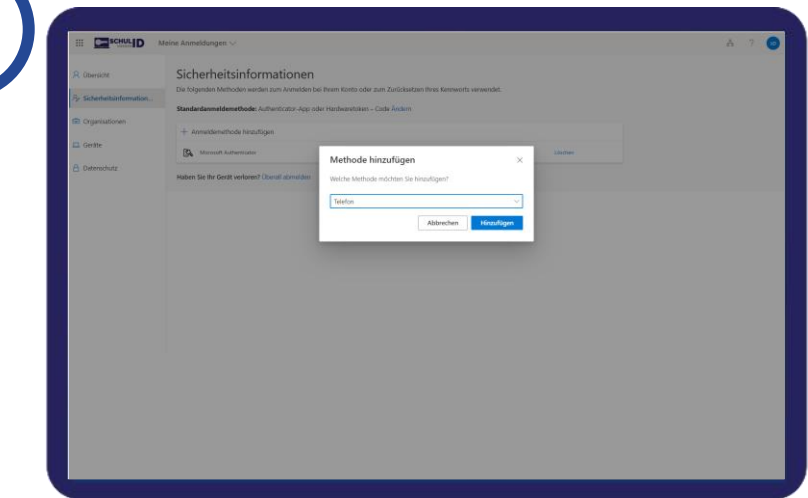 SCHUL ID Meine Anmeldungen
?
Übersicht
Sicherheitsinformation...
Organisationen
Geräte
Datenschutz
Sicherheitsinformationen
Die folgenden Methoden werden zum Anmelden bei Ihrem Konto oder zum Zurücksetzen Ihres Kennworts verwendet.
Standardanmeldemethode: Authenticator-App oder Hardwaretoken – Code Ändern
+ Anmeldemethode hinzufügen
Microsoft Authenticator
Löschen
Haben Sie Ihr Gerät verloren? Überall abmelden
Methode hinzufügen
Welche Methode möchten Sie hinzufügen?
Telefon
Abbrechen Hinzufügen